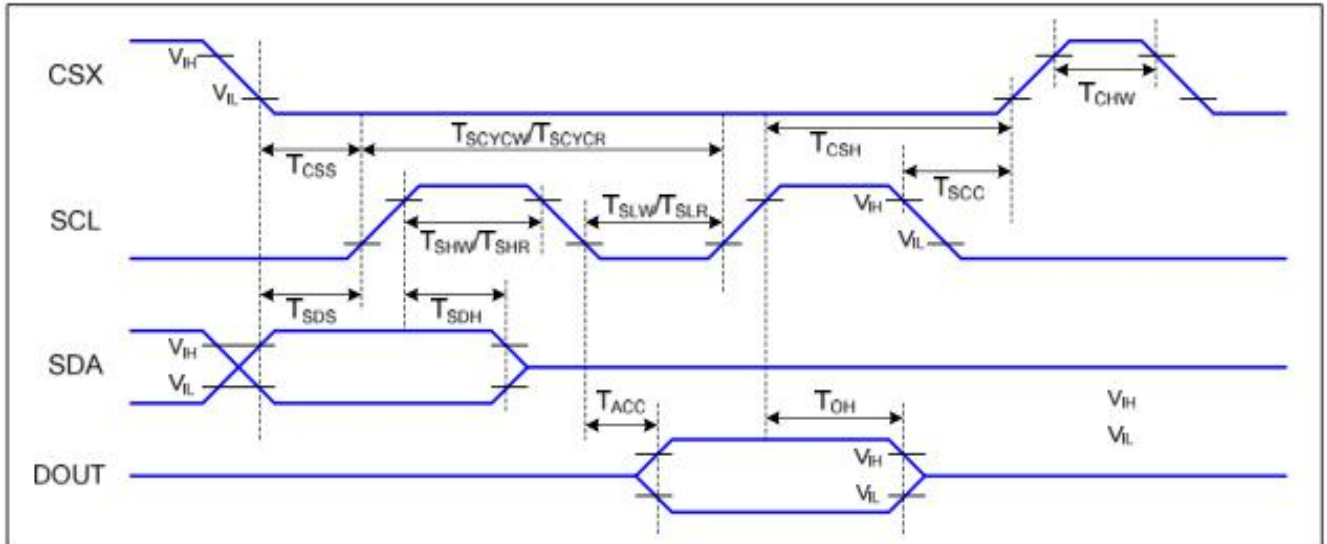 CSX
VIH
VIL
TCHW
TSCYCW/TSCYCR
TCSS
TCSH
TSCC
SCL
TSLW/TSLR
VIH
VIL
TSHW/TSHR
TSDS
TSDH
SDA
VIH
VIL
TACC
TOH
VIH
VIL
DOUT
VIH
VIL